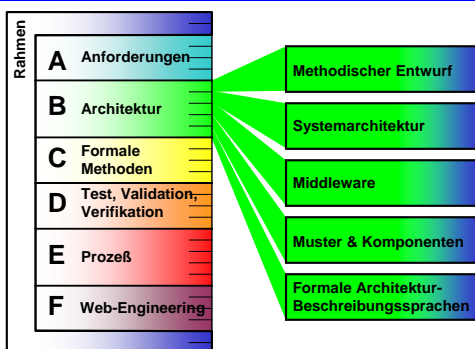 Rahmen
A Anforderungen
B Architektur
C Formale
Methoden
D Test, Validation,
Verifikation
E Prozeß
F Web-Engineering
Methodischer Entwurf
Systemarchitektur
Middleware
Muster & Komponenten
Formale Architektur-
Beschreibungssprachen